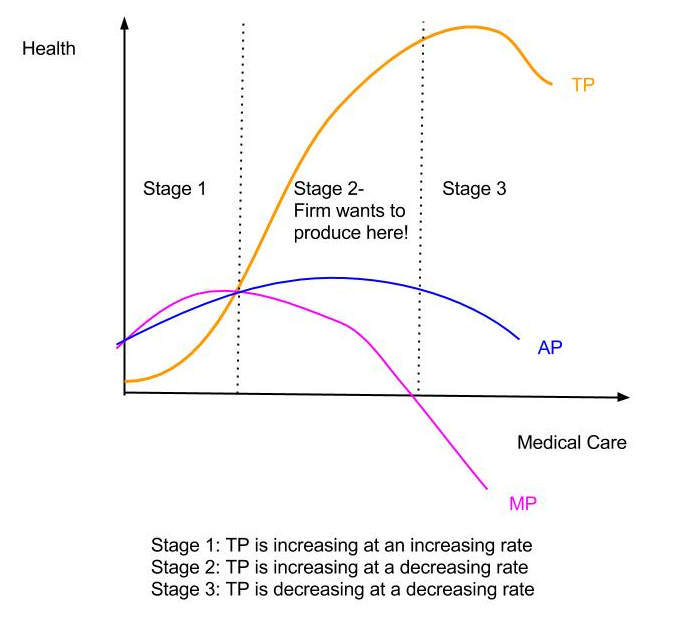 Health
TP
Stage 1
Stage 2-
Firm wants to
produce here!
Stage 3
AP
Medical Care
MP
Stage 1: TP is increasing at an increasing rate
Stage 2: TP is increasing at a decreasing rate
Stage 3: TP is decreasing at a decreasing rate